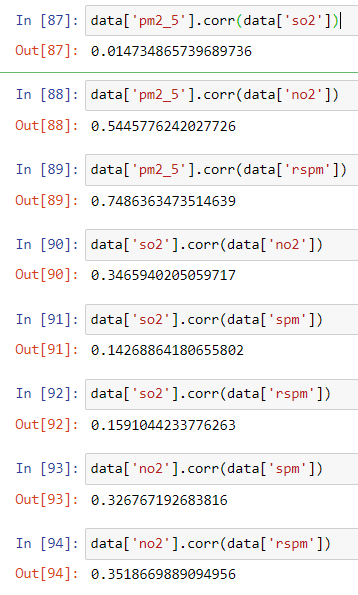 In [87]: data['pm2_5'].corr(data['so2'])
Out[87]: 0.014734865739689736
In [88]: data['pm2_5'].corr(data['no2'])
Out[88]: 0.5445776242027726
In [89]: data['pm2_5'].corr(data['rspm'])
Out[89]: 0.7486363473514639
In [90]: data['so2'].corr(data['no2'])
Out[90]: 0.3465940205059717
In [91]: data['so2'].corr(data['spm'])
Out[91]: 0.14268864180655802
In [92]: data['so2'].corr(data['rspm'])
Out[92]: 0.1591044233776263
In [93]: data['no2'].corr(data['spm'])
Out[93]: 0.326767192683816
In [94]: data['no2'].corr(data['rspm'])
Out[94]: 0.3518669889094956